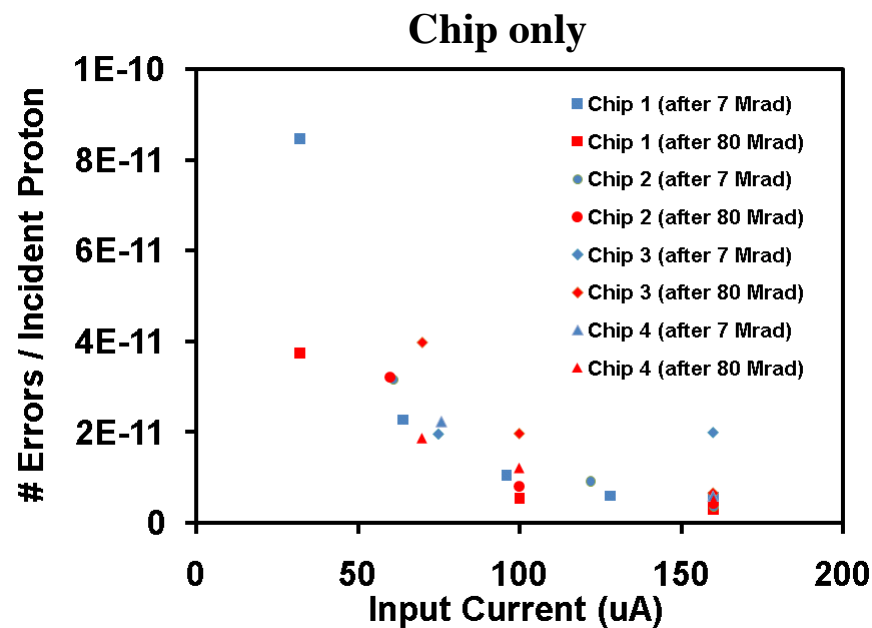 Chip only
# Errors / Incident Proton
1E-10
8E-11
6E-11
4E-11
2E-11
0
Chip 1 (after 7 Mrad)
Chip 1 (after 80 Mrad)
Chip 2 (after 7 Mrad)
Chip 2 (after 80 Mrad)
Chip 3 (after 7 Mrad)
Chip 3 (after 80 Mrad)
Chip 4 (after 7 Mrad)
Chip 4 (after 80 Mrad)
0 50 100 150 200
Input Current (uA)